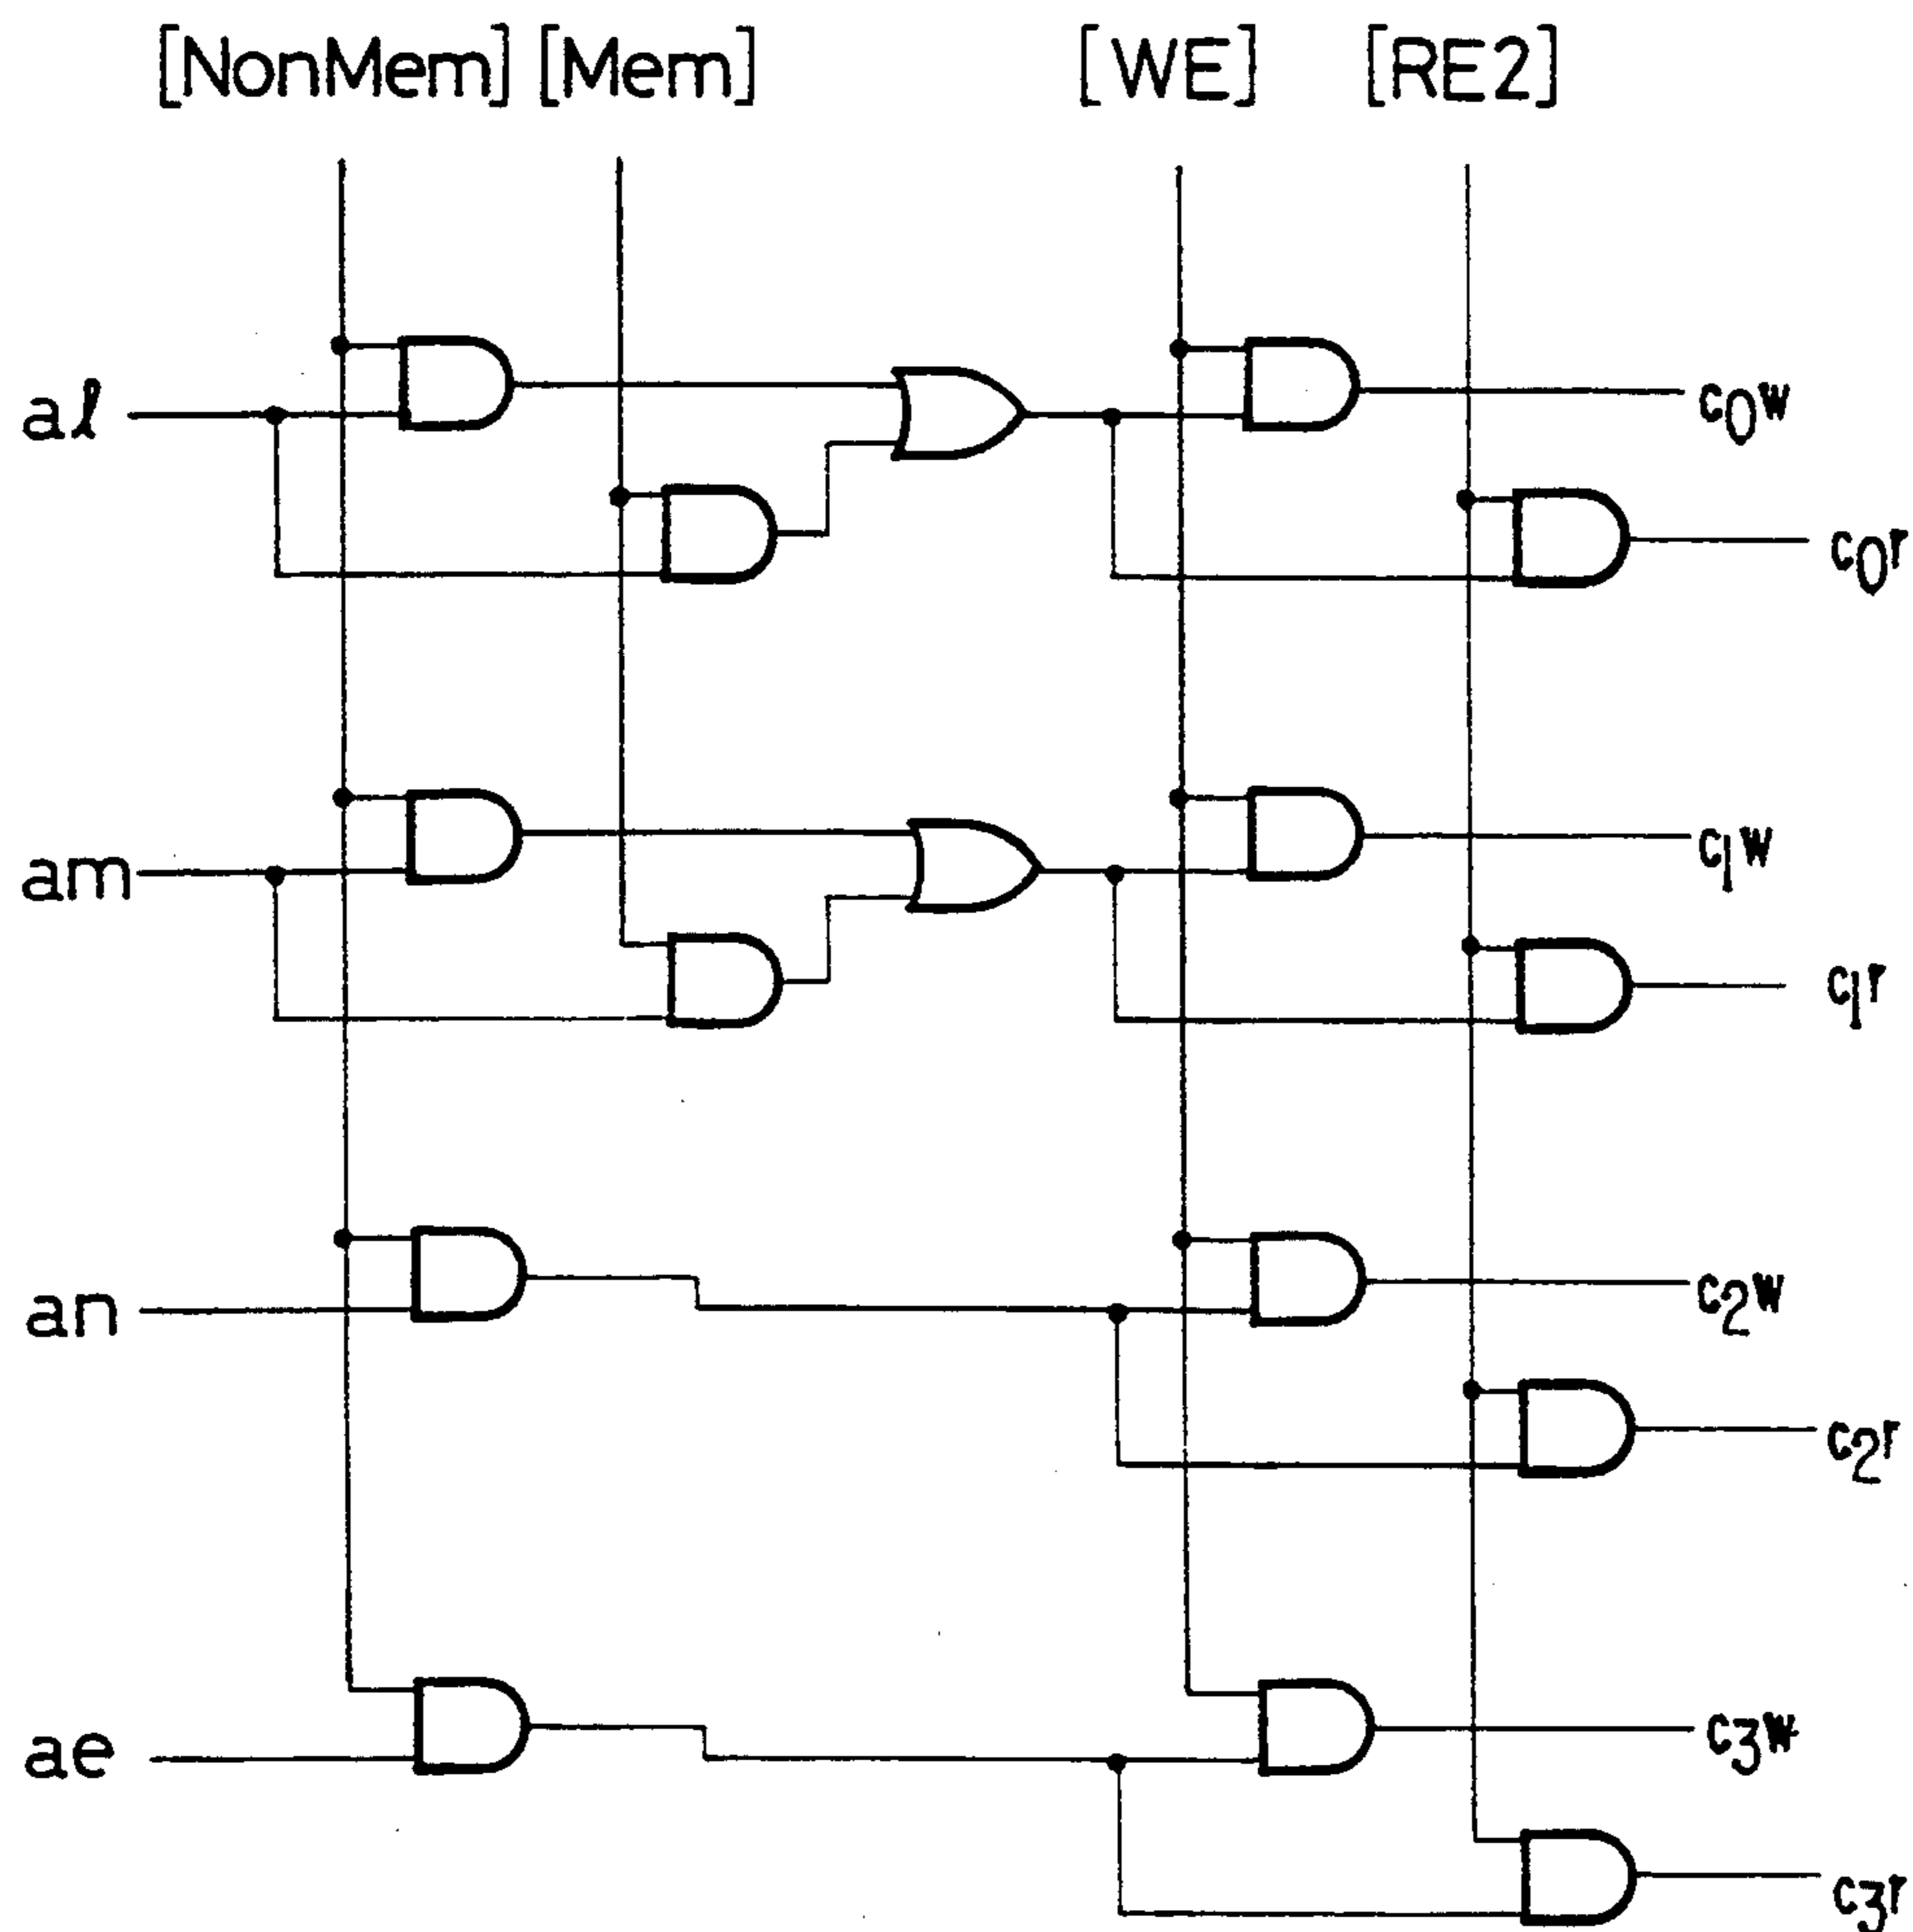 [NonMem] [Mem] [WE] [RE2]
al
c0w
c0r
am
c1w
c1r
an
c2w
c2r
ae
c3w
c3r